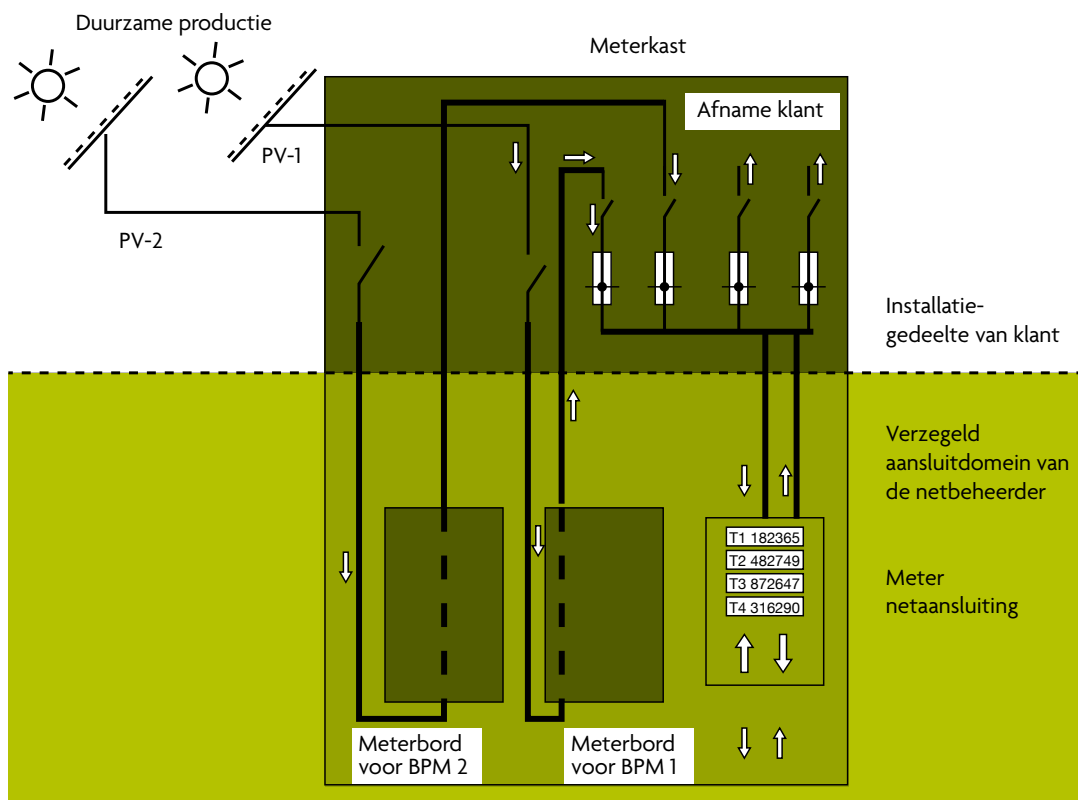 Duurzame productie
Meterkast
Afname klant
PV-1
PV-2
Installatie-
gedeelte van klant
Verzegeld
aansluitdomein van
de netbeheerder
T1 182365
T2 482749
T3 872647
T4 316290
Meter
netaansluiting
Meterbord
voor BPM 2
Meterbord
voor BPM 1